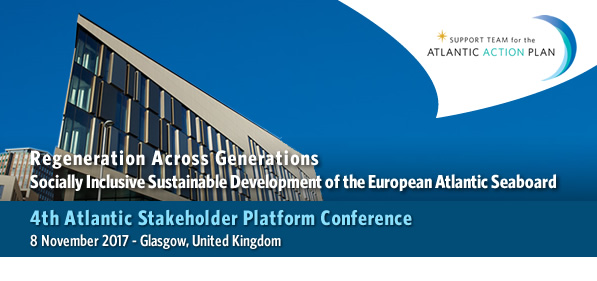 SUPPORT TEAM for the
ATLANTIC ACTION PLAN
Regeneration Across Generations
Socially Inclusive Sustainable Development of the European Atlantic Seaboard
4th Atlantic Stakeholder Platform Conference
8 November 2017 - Glasgow, United Kingdom